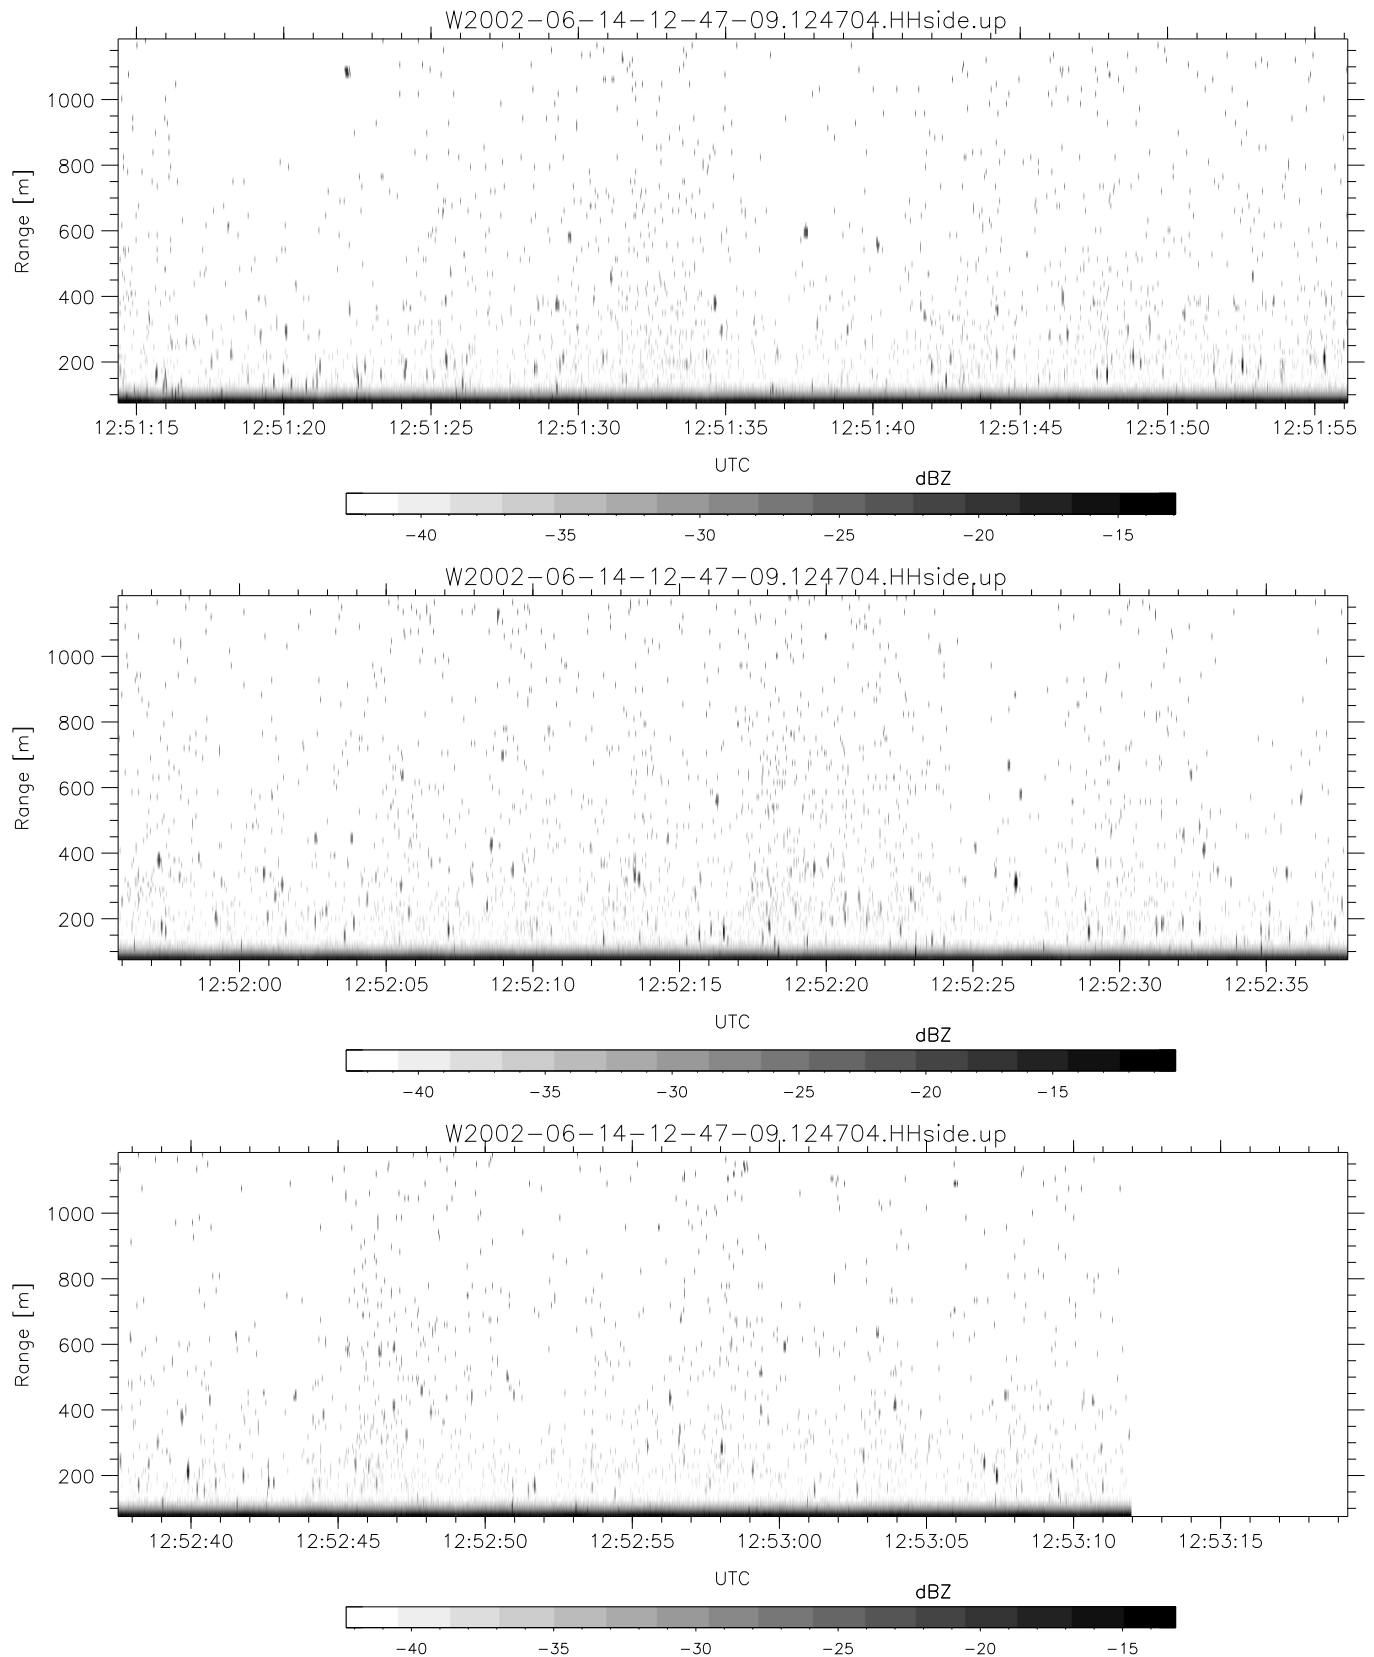 W2002-06-14-12-47-09.124704.HHside.up
1000
800
600
400
200
Range [m]
12:51:15 12:51:20 12:51:25 12:51:30 12:51:35 12:51:40 12:51:45 12:51:50 12:51:55
UTC
dBZ
-40 -35 -30 -25 -20 -15
W2002-06-14-12-47-09.124704.HHside.up
1000
800
600
400
200
Range [m]
12:52:00 12:52:05 12:52:10 12:52:15 12:52:20 12:52:25 12:52:30 12:52:35
UTC
dBZ
-40 -35 -30 -25 -20 -15
W2002-06-14-12-47-09.124704.HHside.up
1000
800
600
400
200
Range [m]
12:52:40 12:52:45 12:52:50 12:52:55 12:53:00 12:53:05 12:53:10 12:53:15
UTC
dBZ
-40 -35 -30 -25 -20 -15